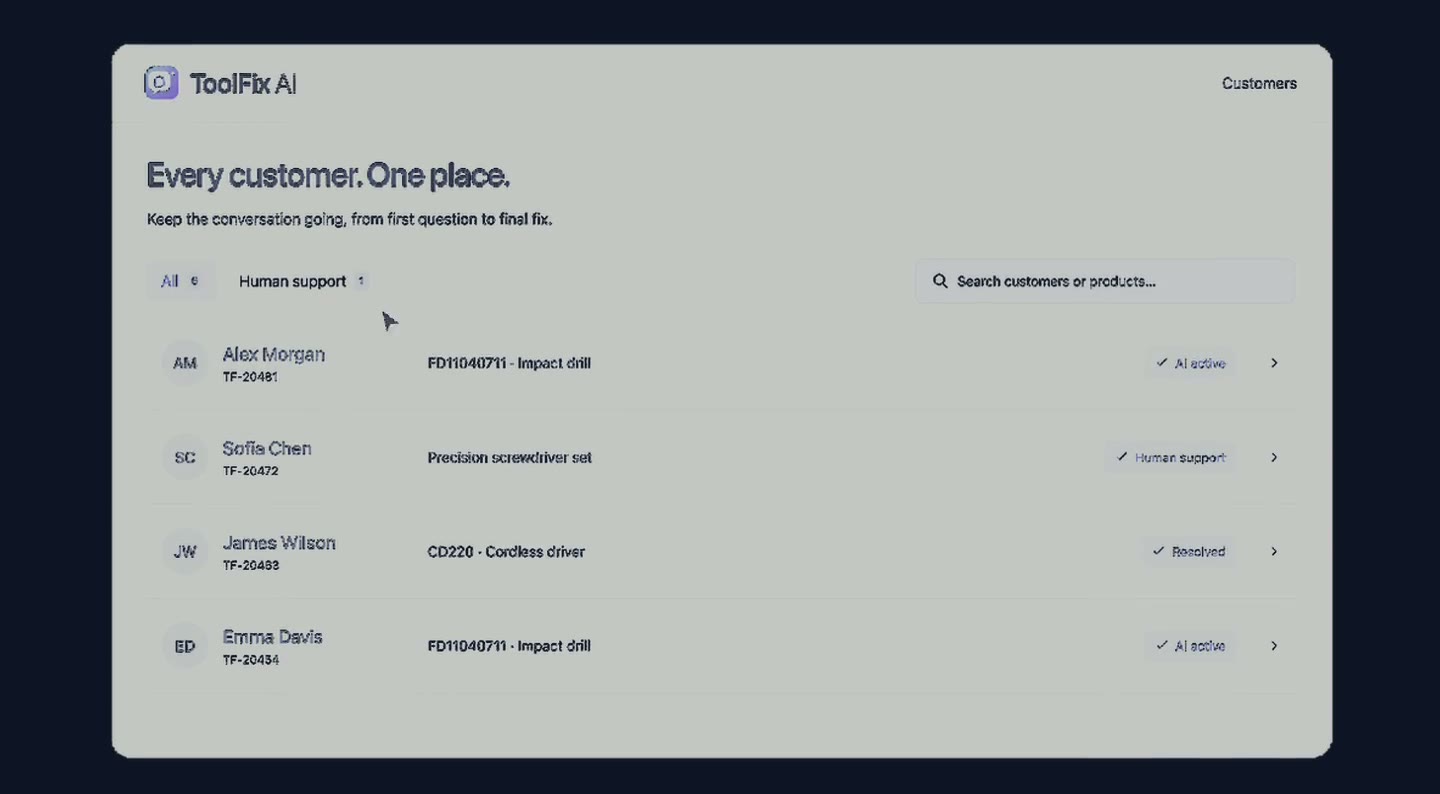 ToolFix AI
Customers
Every customer. One place.
Keep the conversation going, from first question to final fix.
All 6
Human support 1
Search customers or products...
AM
Alex Morgan
TF-20481
FD11040711 · Impact drill
AI active
SC
Sofia Chen
TF-20472
Precision screwdriver set
Human support
JW
James Wilson
TF-20463
CD220 · Cordless driver
Resolved
ED
Emma Davis
TF-20454
FD11040711 · Impact drill
AI active